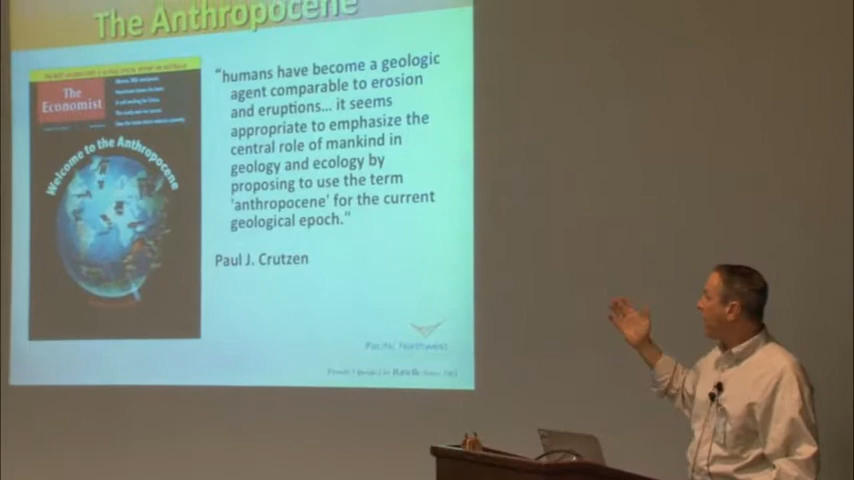 The Anthropocene
The
Economist
Welcome to the Anthropocene
"humans have become a geologic
agent comparable to erosion
and eruptions... it seems
appropriate to emphasize the
central role of mankind in
geology and ecology by
proposing to use the term
'anthropocene' for the current
geological epoch."
Paul J. Crutzen
Pacific Northwest